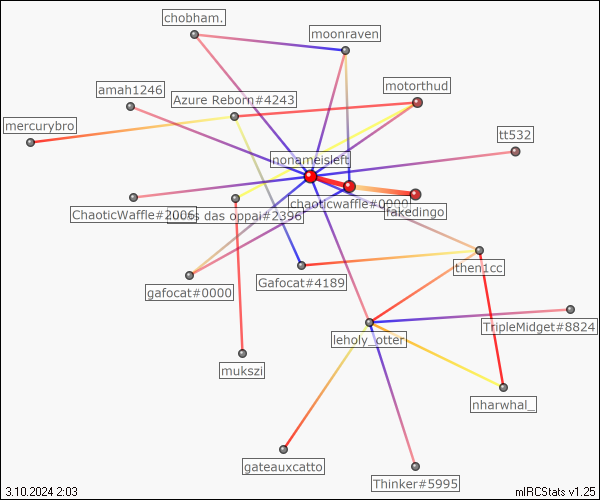 chobham.
moonraven
motorthud
amah1246
Azure Reborn#4243
mercurybro
tt532
nonameisleft
chaoticwaffle#0000
ChaoticWaffle#2006
das oppai#2396
fakedingo
then1cc
Gafocat#4189
gafocat#0000
TripleMidget#8824
leholy_otter
mukszi
nharwhal_
gateauxcatto
Thinker#5995
3.10.2024 2:03
mIRCStats v1.25